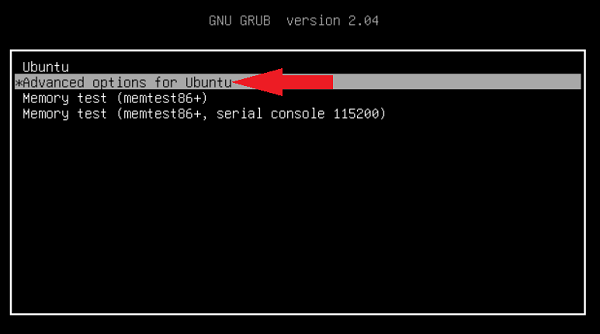 GNU GRUB version 2.04
Ubuntu
*Advanced options for Ubuntu
Memory test (memtest86+)
Memory test (memtest86+, serial console 115200)